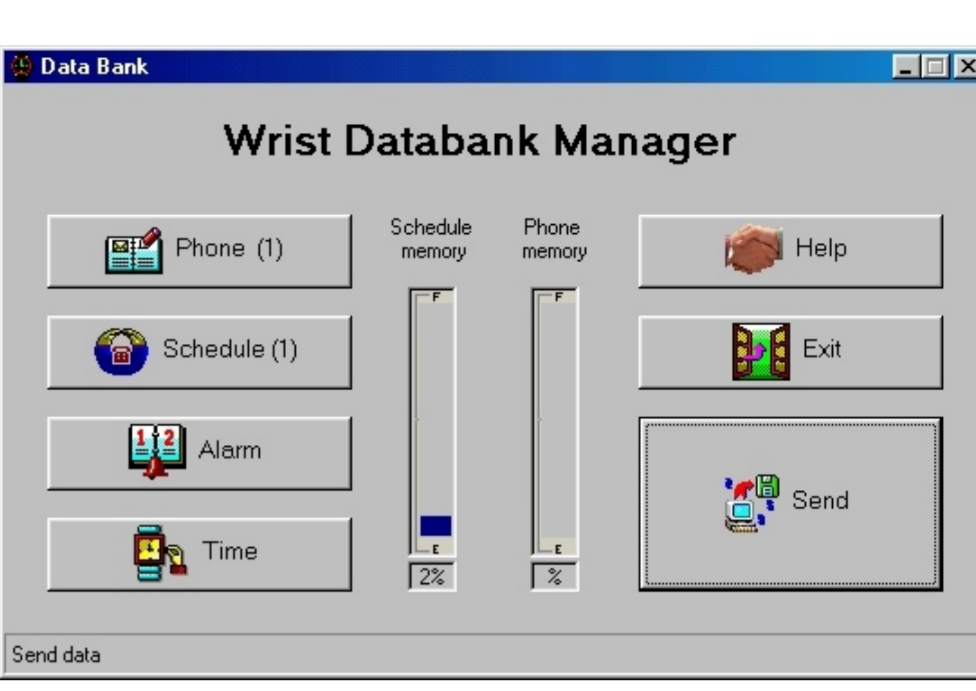 Data Bank
Wrist Databank Manager
Phone (1)
Schedule (1)
Alarm
Time
Schedule
memory
F
E
2%
Phone
memory
F
E
%
Help
Exit
Send
Send data